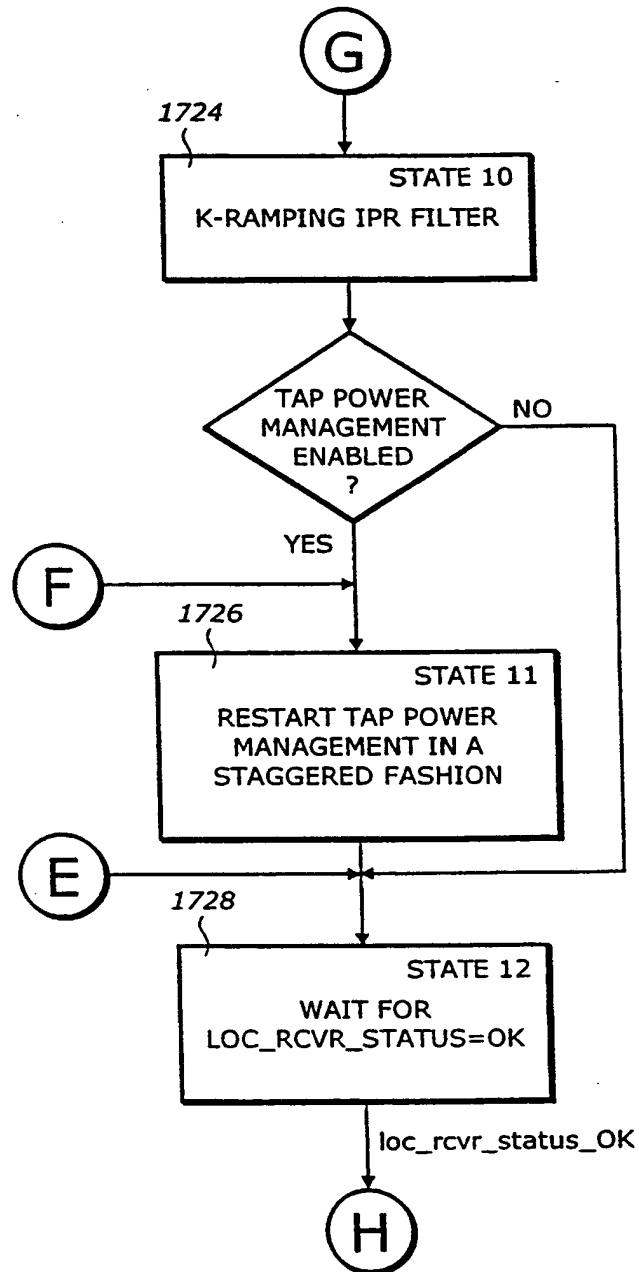 G
1724
STATE 10
K-RAMPING IPR FILTER
TAP POWER
MANAGEMENT
ENABLED
?
NO
YES
F
1726
STATE 11
RESTART TAP POWER
MANAGEMENT IN A
STAGGERED FASHION
E
1728
STATE 12
WAIT FOR
LOC_RCVR_STATUS=OK
loc_rcvr_status_OK
H